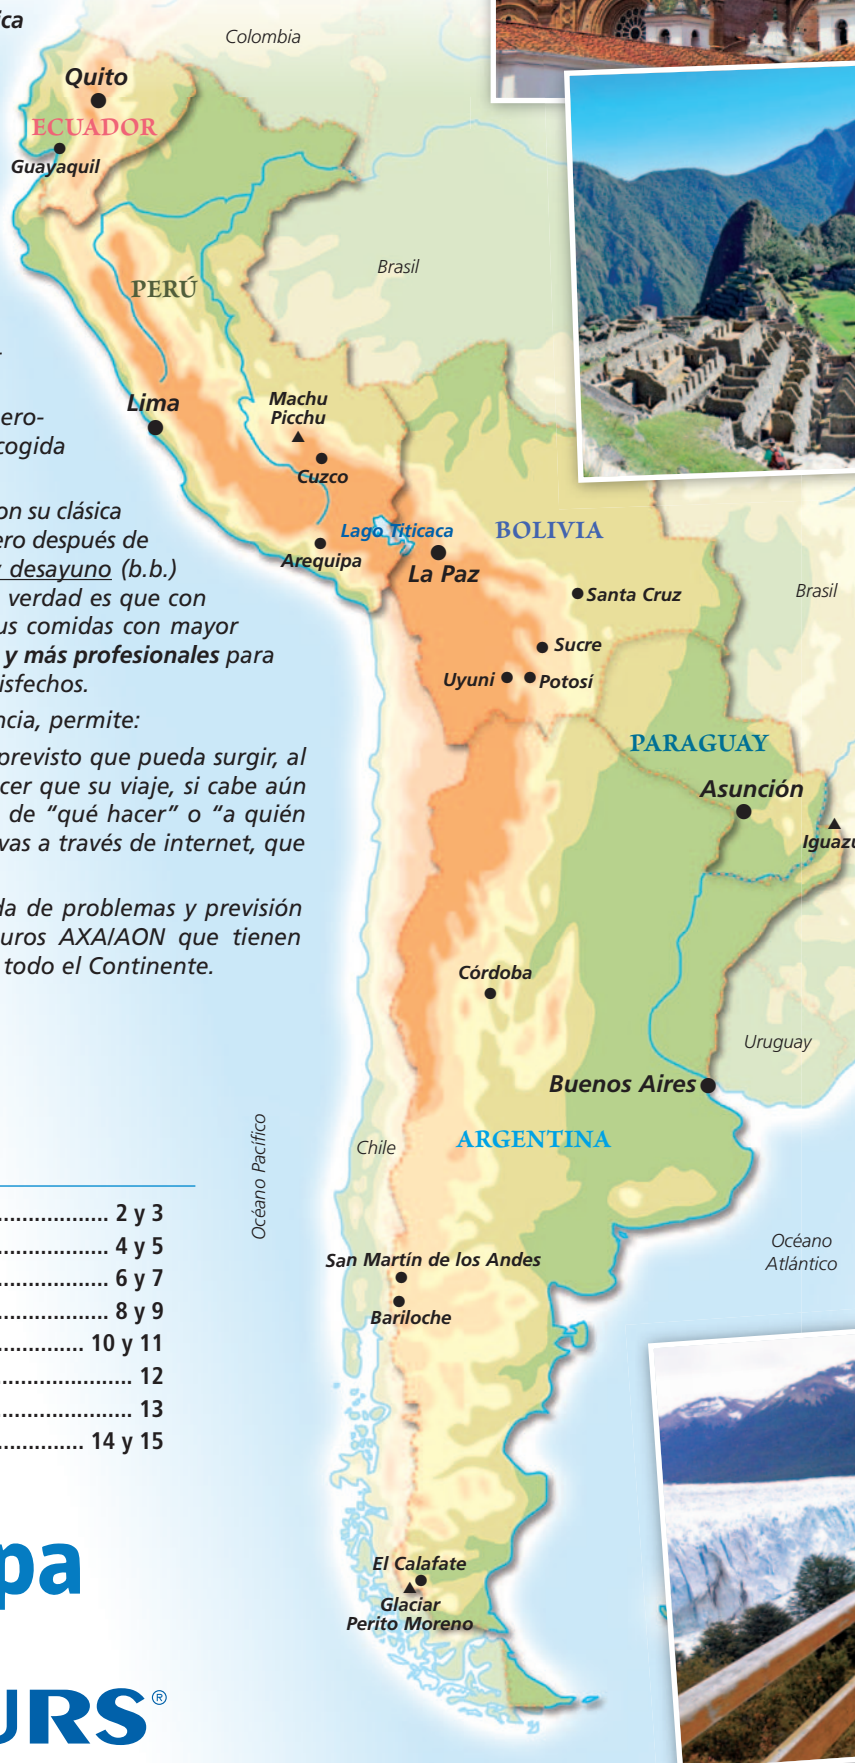 ica
Colombia
Quito
ECUADOR
Guayaquil
Brasil
PERÚ
Lima
Machu
Picchu
Cuzco
Lago Titicaca
BOLIVIA
Arequipa
La Paz
Santa Cruz
Brasil
Sucre
Uyuni
Potosí
PARAGUAY
Asunción
Iguazu
Córdoba
Uruguay
Buenos Aires
ARGENTINA
Chile
Océano Pacífico
Océano
Atlántico
San Martín de los Andes
Bariloche
El Calafate
Glaciar
Perito Moreno
ero-
cogida
on su clásica
ero después de
desayuno (b.b.)
verdad es que con
us comidas con mayor
y más profesionales para
isfechos.
ncia, permite:
previsto que pueda surgir, al
cer que su viaje, si cabe aún
de “qué hacer” o “a quién
vas a través de internet, que
da de problemas y previsión
uros AXA/AON que tienen
todo el Continente.
.................. 2 y 3
.................. 4 y 5
.................. 6 y 7
.................. 8 y 9
.............. 10 y 11
...................... 12
...................... 13
.............. 14 y 15
pa
URS®